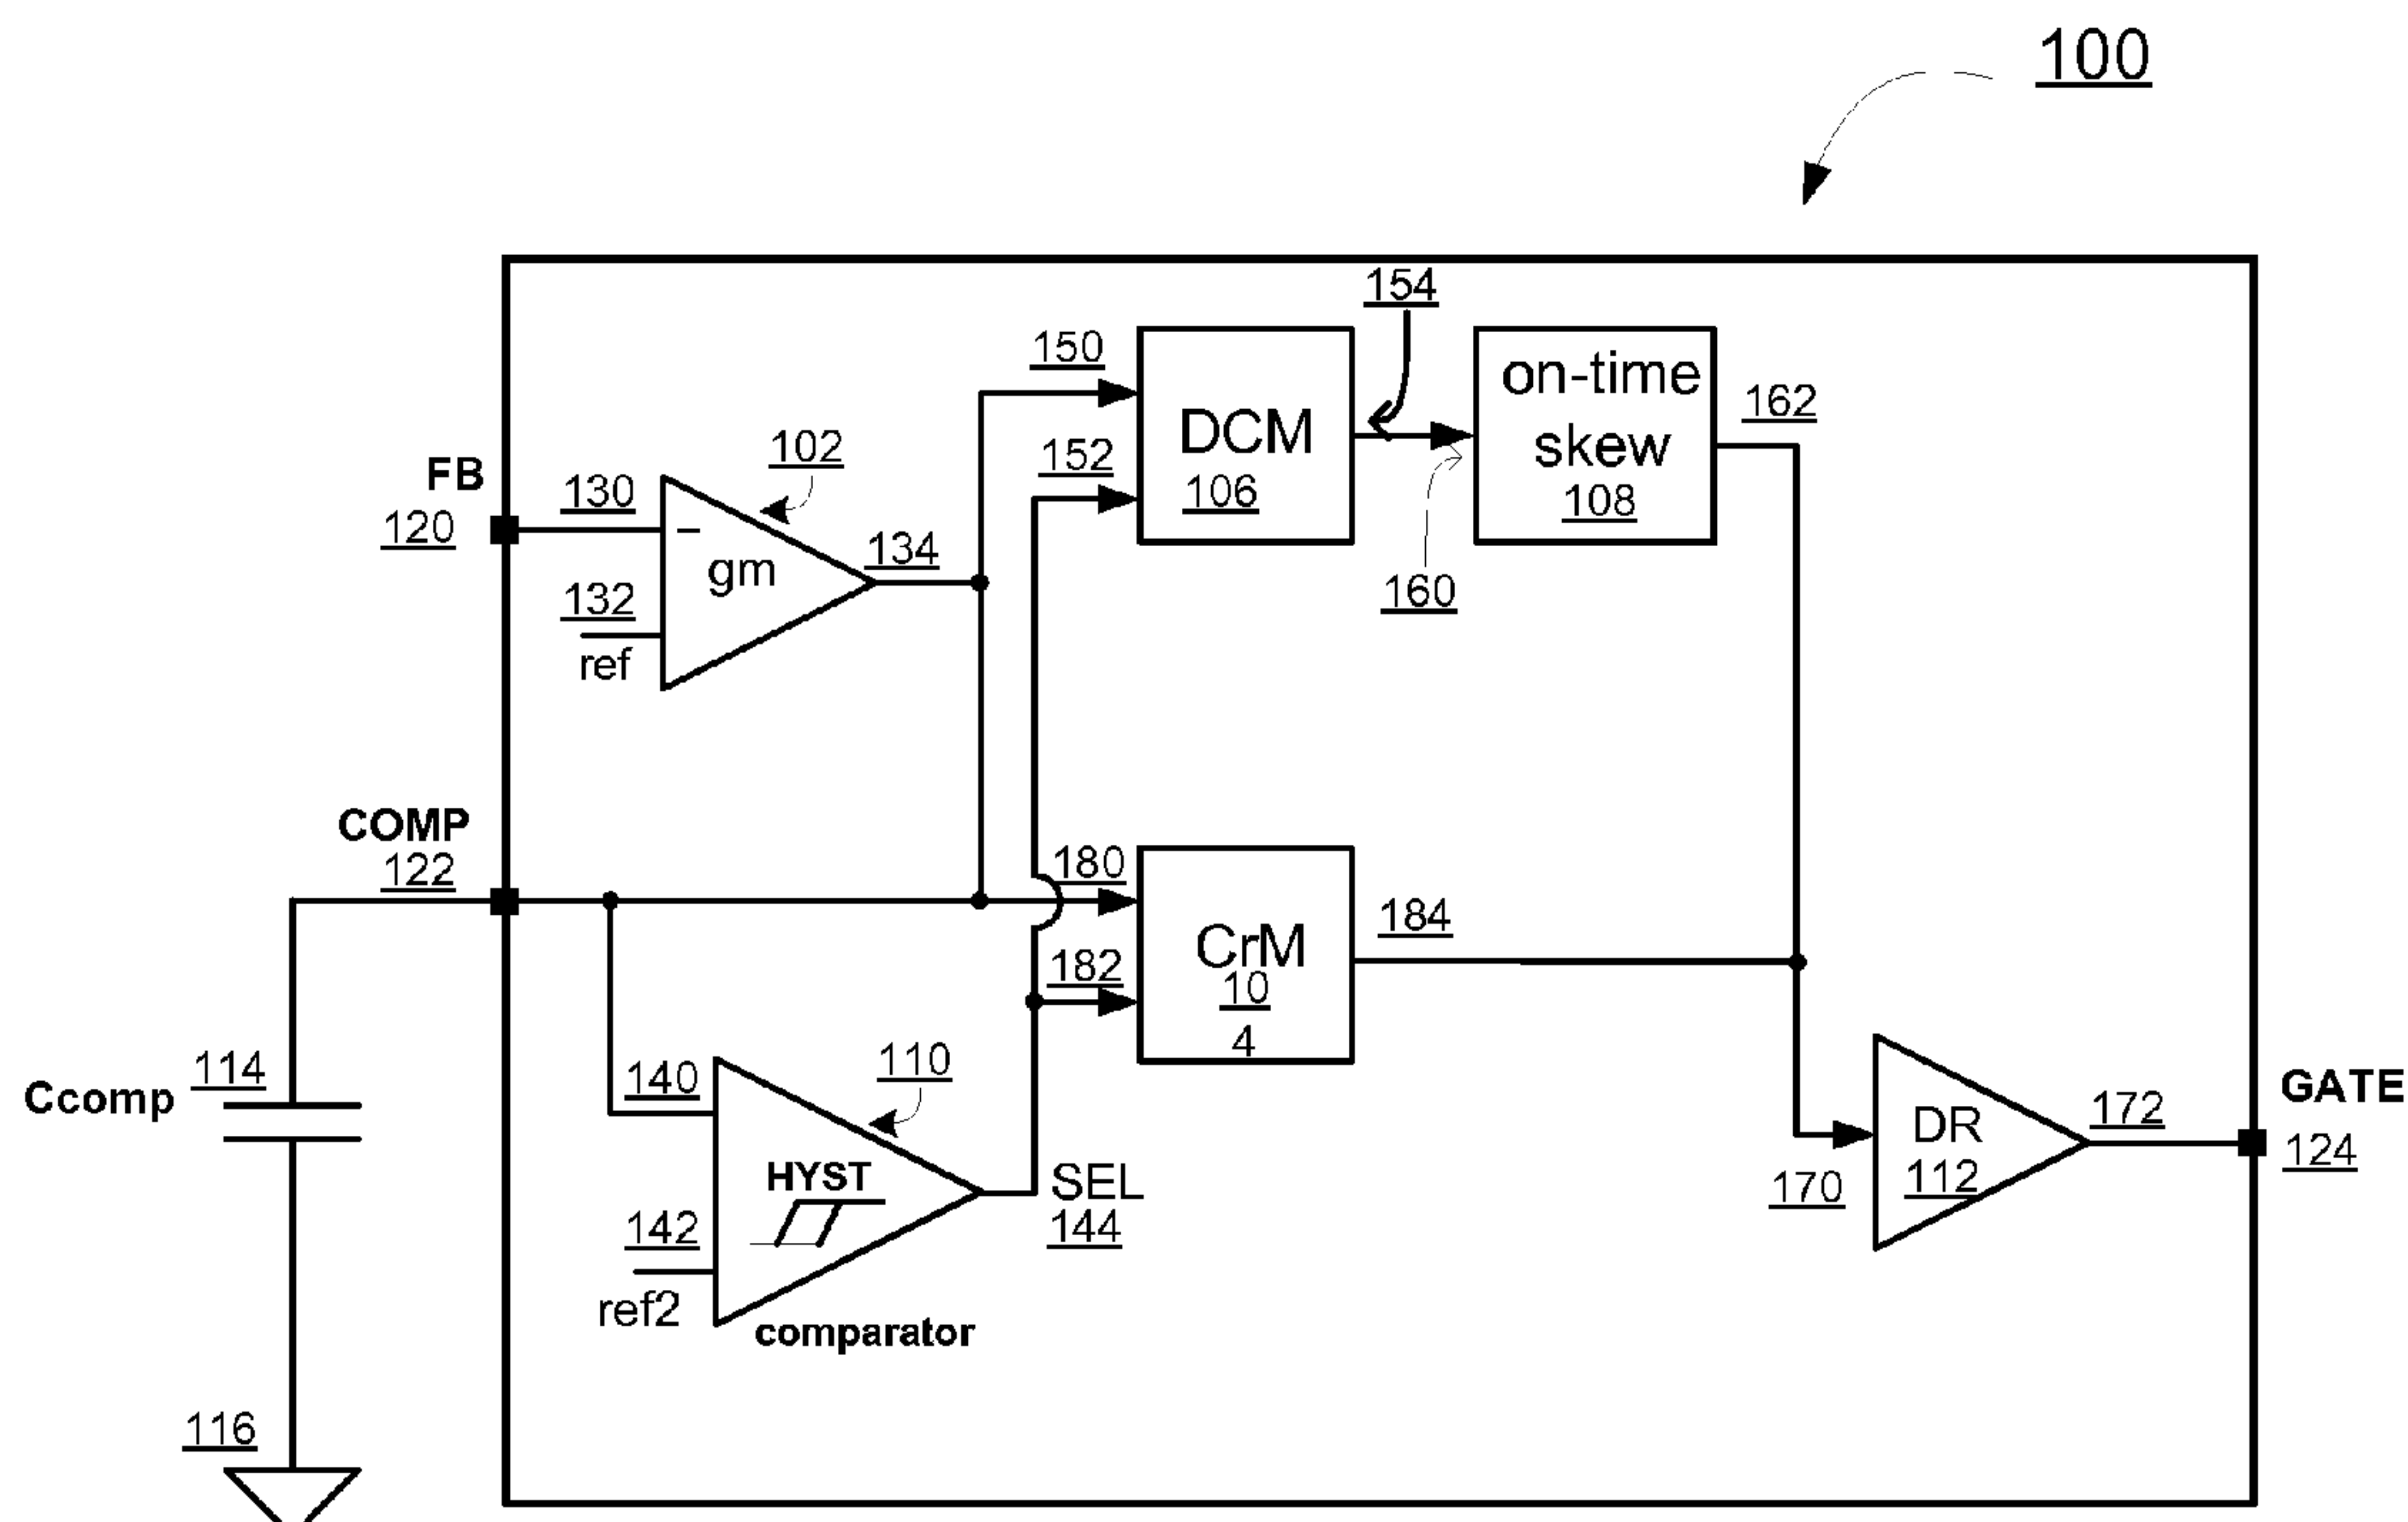 100
154
150
DCM
106
on-time
skew
108
162
152
102
FB
120
130
134
gm
132
ref
160
COMP
122
180
184
CrM
10
4
182
114
Ccomp
140
110
HYST
SEL
144
142
ref2
comparator
DR
112
170
172
GATE
124
116